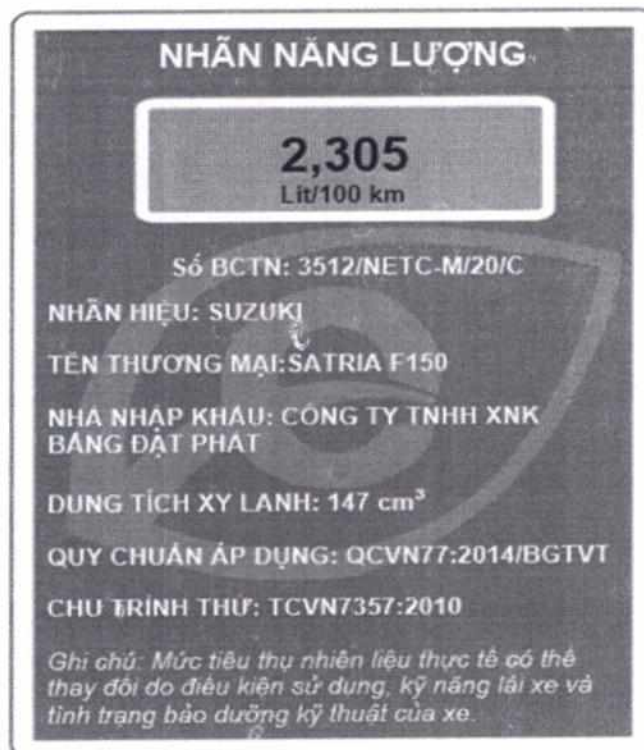 NHÃN NĂNG LƯỢNG
2,305
Lít/100 km
Số BCTN: 3512/NETC-M/20/C
NHÃN HIỆU: SUZUKI
TÊN THƯƠNG MẠI:SATRIA F150
NHÀ NHẬP KHẨU: CÔNG TY TNHH XNK
BẰNG ĐẠT PHÁT
DUNG TÍCH XY LANH: 147 cm³
QUY CHUẨN ÁP DỤNG: QCVN77:2014/BGTVT
CHU TRÌNH THỬ: TCVN7357:2010
Ghi chú: Mức tiêu thụ nhiên liệu thực tế có thể
thay đổi do điều kiện sử dụng, kỹ năng lái xe và
tình trạng bảo dưỡng kỹ thuật của xe.